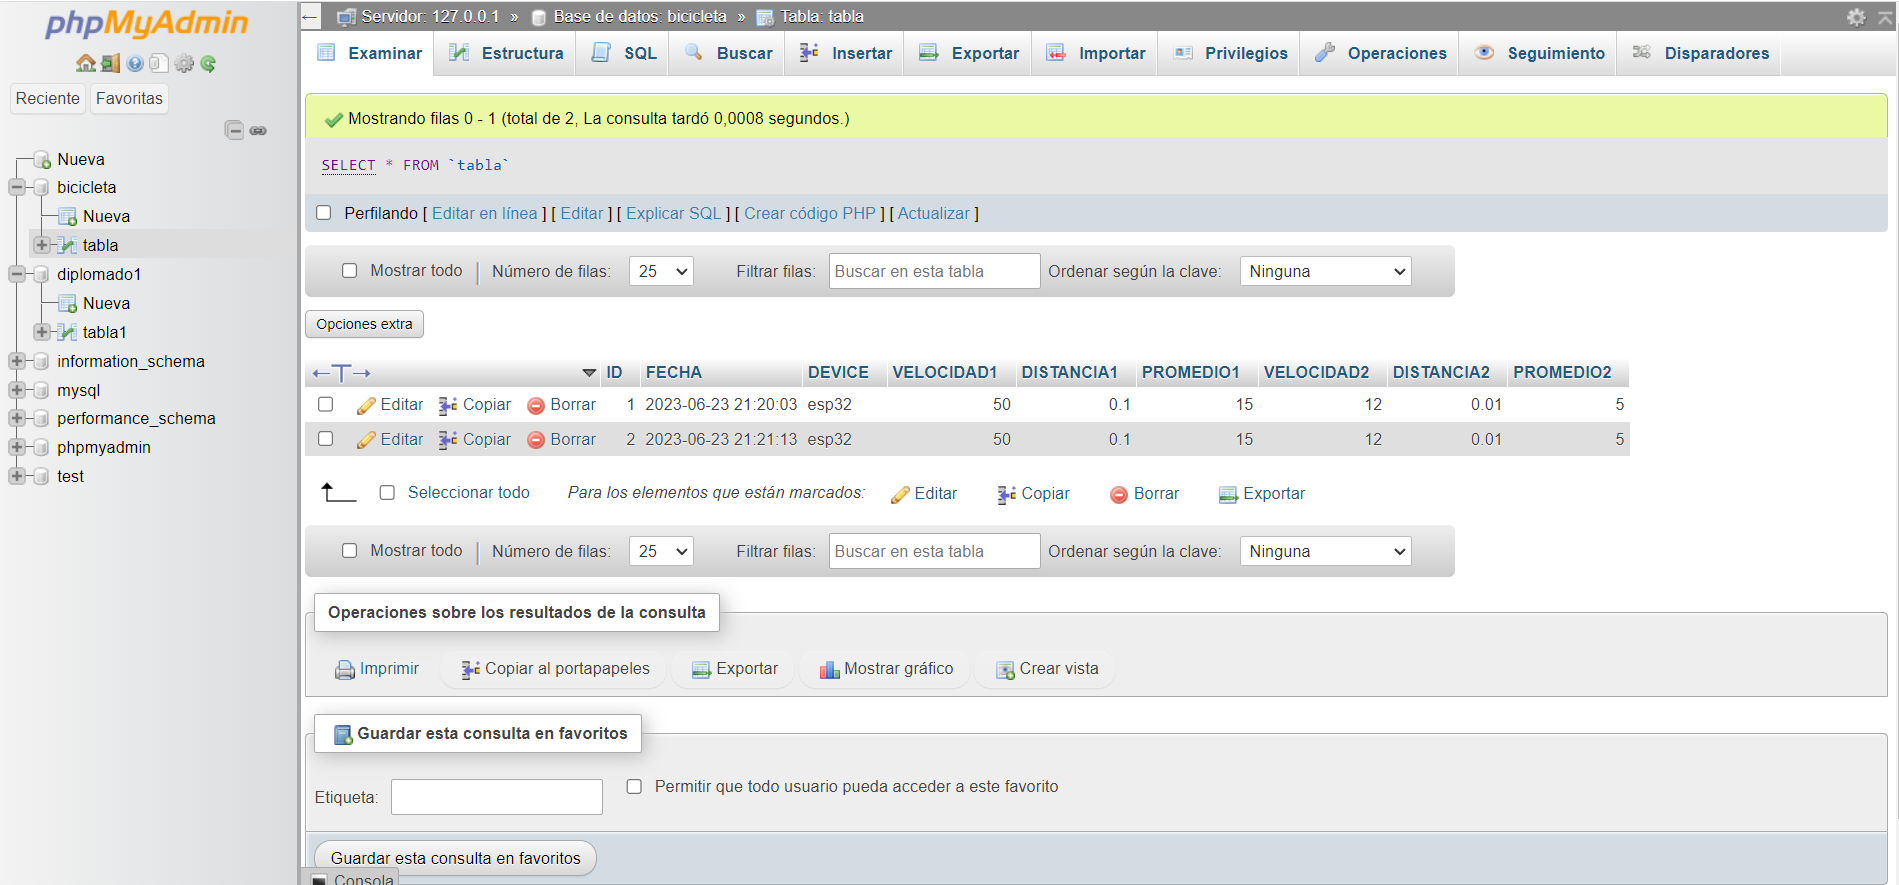 phpMyAdmin
Reciente Favoritas
Nueva
bicicleta
Nueva
tabla
diplomado1
Nueva
tabla1
information_schema
mysql
performance_schema
phpmyadmin
test
Servidor: 127.0.0.1 » Base de datos: bicicleta » Tabla: tabla
Examinar Estructura SQL Buscar Insertar Exportar Importar Privilegios Operaciones Seguimiento Disparadores
Mostrando filas 0 - 1 (total de 2, La consulta tardó 0,0008 segundos.)
SELECT * FROM `tabla`
Perfilando [ Editar en línea ] [ Editar ] [ Explicar SQL ] [ Crear código PHP ] [ Actualizar ]
Mostrar todo | Número de filas: 25 Filtrar filas: Buscar en esta tabla Ordenar según la clave: Ninguna
Opciones extra
ID FECHA DEVICE VELOCIDAD1 DISTANCIA1 PROMEDIO1 VELOCIDAD2 DISTANCIA2 PROMEDIO2
Editar Copiar Borrar 1 2023-06-23 21:20:03 esp32 50 0.1 15 12 0.01 5
Editar Copiar Borrar 2 2023-06-23 21:21:13 esp32 50 0.1 15 12 0.01 5
Seleccionar todo Para los elementos que están marcados: Editar Copiar Borrar Exportar
Mostrar todo | Número de filas: 25 Filtrar filas: Buscar en esta tabla Ordenar según la clave: Ninguna
Operaciones sobre los resultados de la consulta
Imprimir Copiar al portapapeles Exportar Mostrar gráfico Crear vista
Guardar esta consulta en favoritos
Etiqueta: Permitir que todo usuario pueda acceder a este favorito
Guardar esta consulta en favoritos
Consola